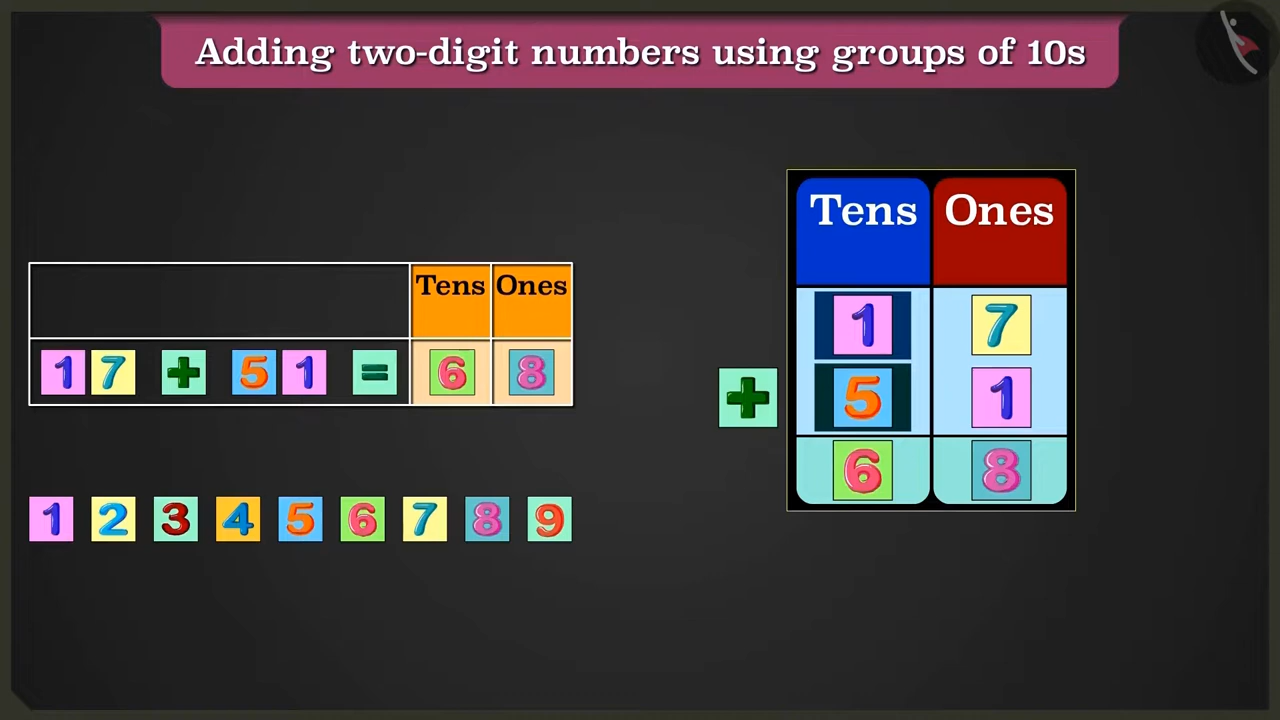 Adding two-digit numbers using groups of 10s
Tens Ones
17 + 51 = 6 8
1 2 3 4 5 6 7 8 9
Tens Ones
1 7
+ 5 1
6 8